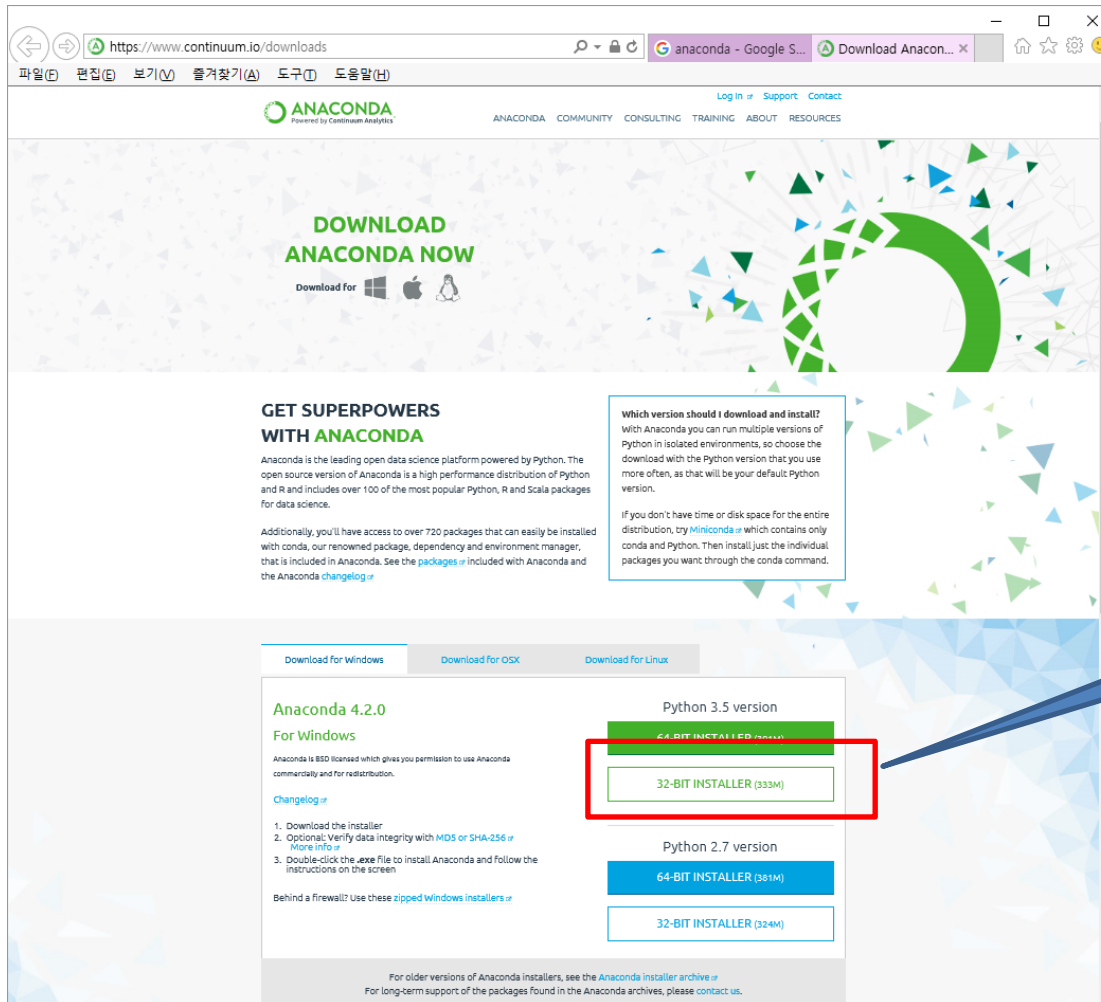 https://www.continuum.io/downloads
anaconda - Google S...
Download Anacon...
파일(F) 편집(E) 보기(V) 즐겨찾기(A) 도구(T) 도움말(H)
Log In Support Contact
ANACONDA
Powered by Continuum Analytics
ANACONDA COMMUNITY CONSULTING TRAINING ABOUT RESOURCES
DOWNLOAD
ANACONDA NOW
Download for
GET SUPERPOWERS
WITH ANACONDA
Anaconda is the leading open data science platform powered by Python. The
open source version of Anaconda is a high performance distribution of Python
and R and includes over 100 of the most popular Python, R and Scala packages
for data science.
Additionally, you'll have access to over 720 packages that can easily be installed
with conda, our renowned package, dependency and environment manager,
that is included in Anaconda. See the packages included with Anaconda and
the Anaconda changelog
Which version should I download and install?
With Anaconda you can run multiple versions of
Python in isolated environments, so choose the
download with the Python version that you use
more often, as that will be your default Python
version.
If you don't have time or disk space for the entire
distribution, try Miniconda which contains only
conda and Python. Then install just the individual
packages you want through the conda command.
Download for Windows
Download for OSX
Download for Linux
Anaconda 4.2.0
For Windows
Anaconda is BSD licensed which gives you permission to use Anaconda
commercially and for redistribution.
Changelog
1. Download the installer
2. Optional: Verify data integrity with MD5 or SHA-256
More info
3. Double-click the .exe file to install Anaconda and follow the
instructions on the screen
Behind a firewall? Use these zipped Windows installers
Python 3.5 version
64-BIT INSTALLER
32-BIT INSTALLER (333M)
Python 2.7 version
64-BIT INSTALLER (381M)
32-BIT INSTALLER (324M)
For older versions of Anaconda installers, see the Anaconda installer archive
For long-term support of the packages found in the Anaconda archives, please contact us.